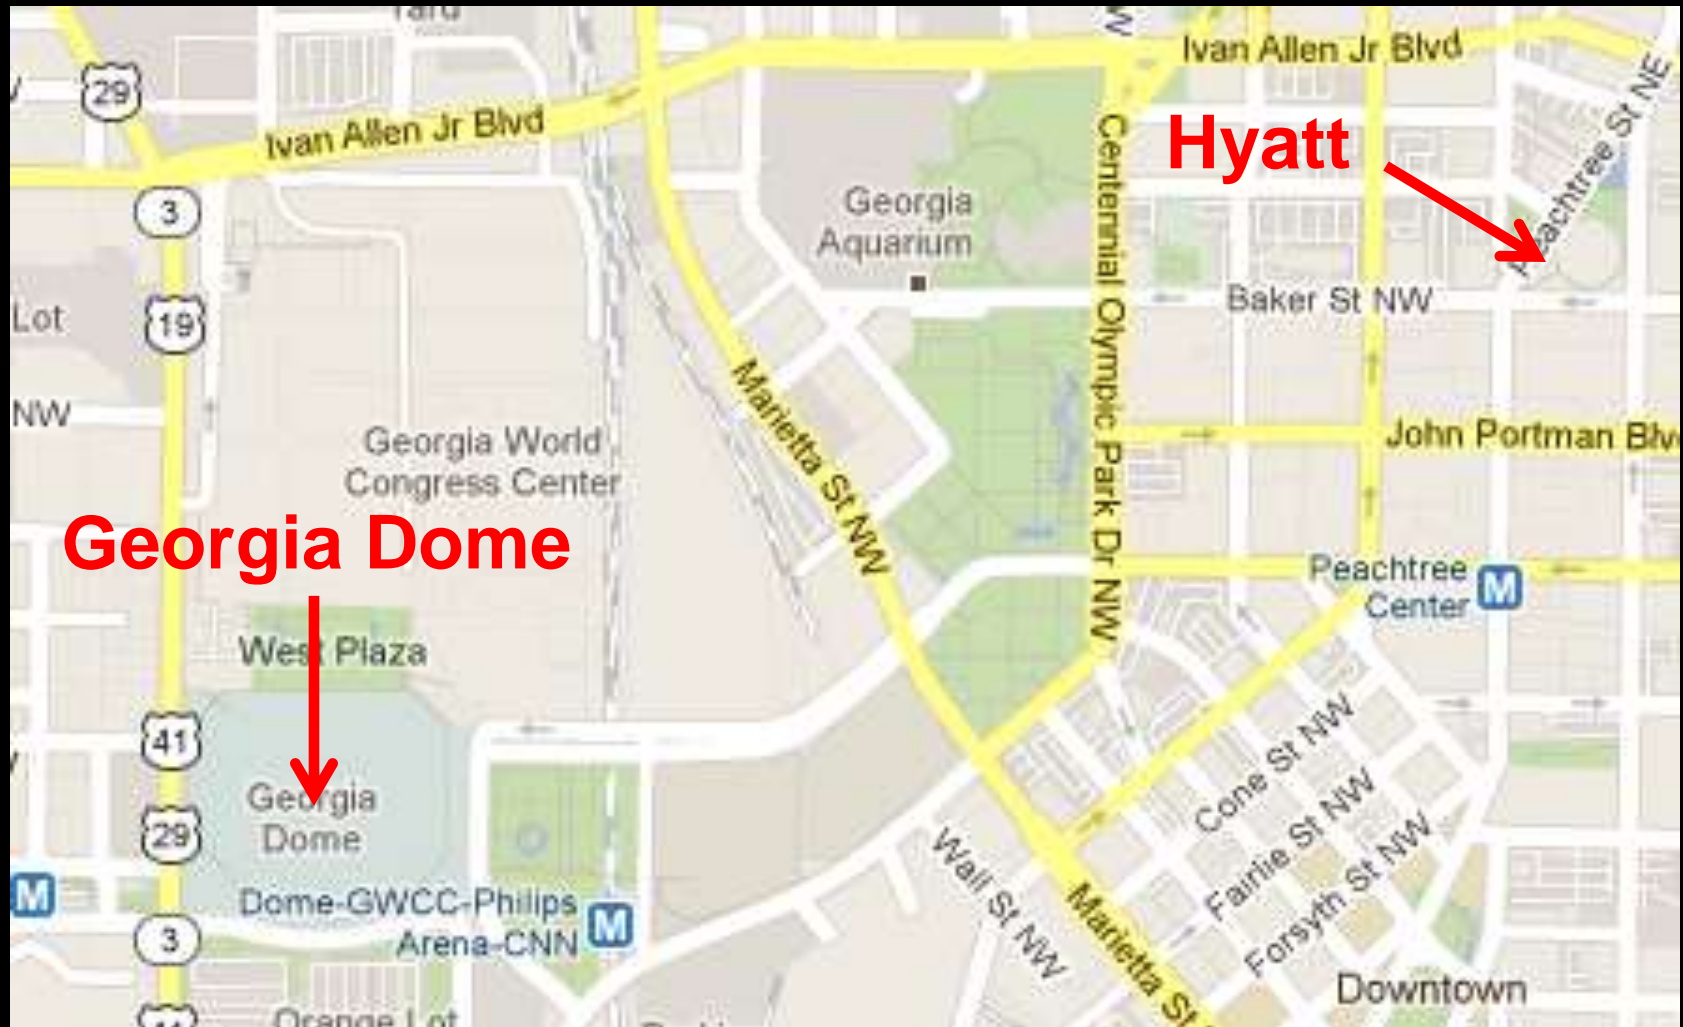 Yard
W
Ivan Allen Jr Blvd
29
Ivan Allen Jr Blvd
Peachtree St NE
Hyatt
3
Georgia
Aquarium
Centennial Olympic Park Dr NW
Baker St NW
Lot
19
Marietta St NW
NW
Georgia World
Congress Center
John Portman Blv
Georgia Dome
Peachtree
Center
M
West Plaza
41
Georgia
Dome
29
Cone St NW
Fairlie St NW
Forsyth St NW
Wall St NW
Marietta St
M
Dome-GWCC-Philips
Arena-CNN
M
3
Downtown
Orange Lot